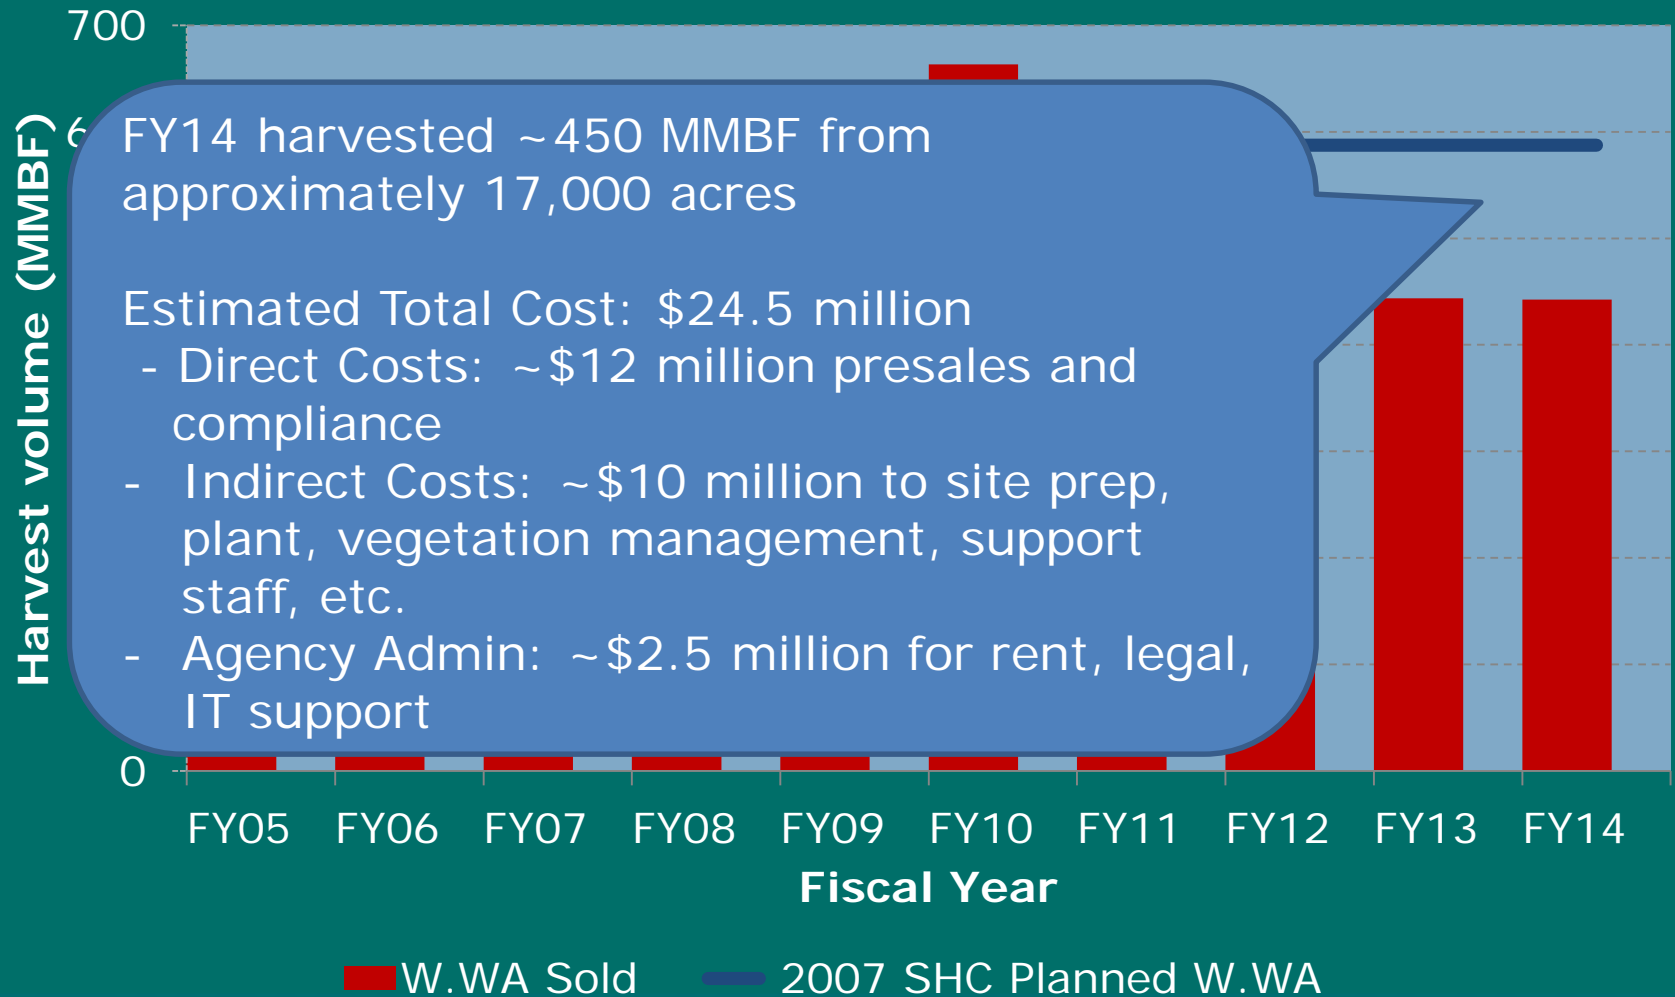 700
6
0
Harvest volume (MMBF)
FY14 harvested ~450 MMBF from
approximately 17,000 acres
Estimated Total Cost: $24.5 million
- Direct Costs: ~$12 million presales and
compliance
- Indirect Costs: ~$10 million to site prep,
plant, vegetation management, support
staff, etc.
- Agency Admin: ~$2.5 million for rent, legal,
IT support
FY05 FY06 FY07 FY08 FY09 FY10 FY11 FY12 FY13 FY14
Fiscal Year
W.WA Sold 2007 SHC Planned W.WA